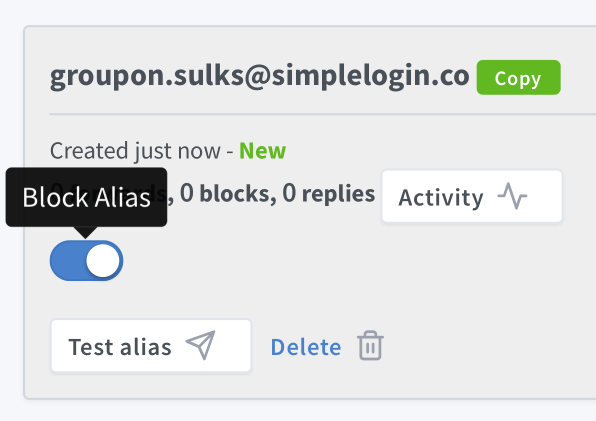 groupon.sulks@simplelogin.co Copy
Created just now - New
0 blocks, 0 replies Activity
Block Alias
Test alias Delete